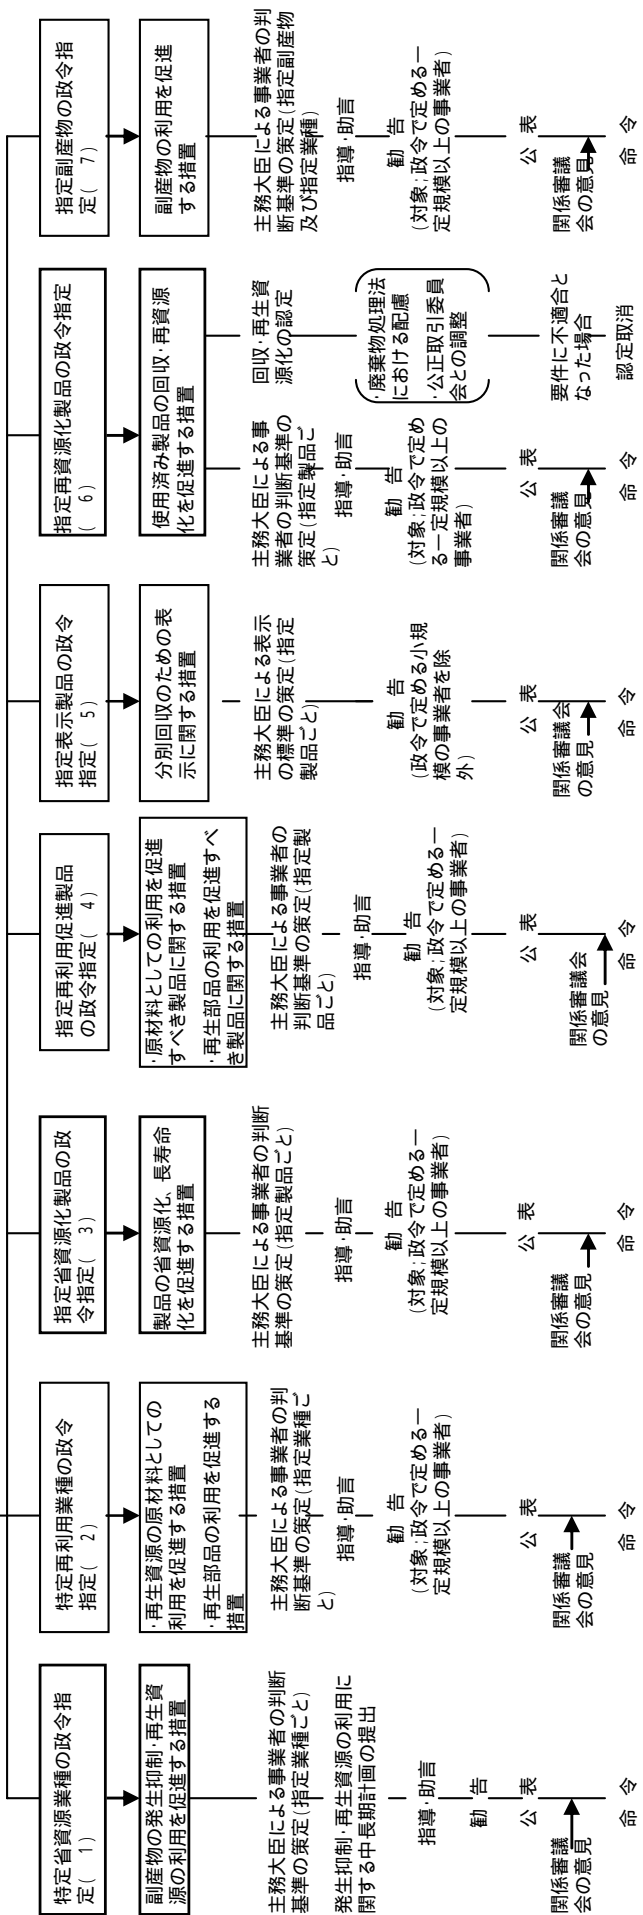 特定省資源業種の政令指
定(　1)
副産物の発生抑制・再生資
源の利用を促進する措置
主務大臣による事業者の判断
基準の策定(指定業種ごと)
発生抑制・再生資源の利用に
関する中長期計画の提出
指導・助言
勧　告
公　表
関係審議
会の意見
命　令
特定再利用業種の政令
指定(　2)
・再生資源の原材料としての
利用を促進する措置
・再生部品の利用を促進する
措置
主務大臣による事業者の判
断基準の策定(指定業種ご
と)
指導・助言
勧　告
(対象;政令で定める一
定規模以上の事業者)
公　表
関係審議
会の意見
命　令
指定省資源化製品の政
令指定(　3)
製品の省資源化、長寿命
化を促進する措置
主務大臣による事業者の判断
基準の策定(指定製品ごと)
指導・助言
勧　告
(対象;政令で定める一
定規模以上の事業者)
公　表
関係審議
会の意見
命　令
指定再利用促進製品
の政令指定(　4)
・原材料としての利用を促進
すべき製品に関する措置
・再生部品の利用を促進すべ
き製品に関する措置
主務大臣による事業者の
判断基準の策定(指定製
品ごと)
指導・助言
勧　告
(対象;政令で定める一
定規模以上の事業者)
公　表
関係審議会
の意見
命　令
指定表示製品の政令
指定(　5)
分別回収のための表
示に関する措置
主務大臣による表示
の標準の策定(指定
製品ごと)
勧　告
(政令で定める小規
模の事業者を除
外)
公　表
関係審議会
の意見
命　令
指定再資源化製品の政令指定
(　6)
使用済み製品の回収・再資源
化を促進する措置
主務大臣による事
業者の判断基準の
策定(指定製品ご
と)
指導・助言
勧　告
(対象;政令で定め
る一定規模以上の
事業者)
公　表
関係審議
会の意見
命　令
回収・再生資
源化の認定
・廃棄物処理法
における配慮
・公正取引委員
会との調整
要件に不適合と
なった場合
認定取消
指定副産物の政令指
定(　7)
副産物の利用を促進
する措置
主務大臣による事業者の判
断基準の策定(指定副産物
及び指定業種)
指導・助言
勧　告
(対象;政令で定める一
定規模以上の事業者)
公　表
関係審議
会の意見
命　令